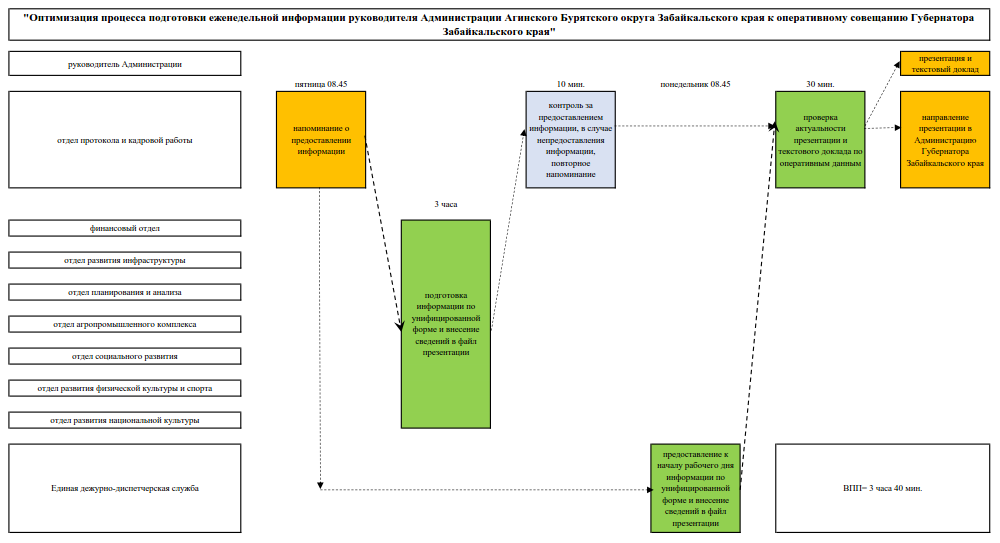 "Оптимизация процесса подготовки еженедельной информации руководителя Администрации Агинского Бурятского округа Забайкальского края к оперативному совещанию Губернатора
Забайкальского края"
руководитель Администрации
презентация и
текстовый доклад
пятница 08.45
10 мин.
понедельник 08.45
30 мин.
отдел протокола и кадровой работы
напоминание о
предоставлении
информации
контроль за
предоставлением
информации, в случае
непредоставления
информации,
повторное
напоминание
проверка
актуальности
презентации и
текстового доклада по
оперативным данным
направление
презентации в
Администрацию
Губернатора
Забайкальского края
3 часа
финансовый отдел
отдел развития инфраструктуры
отдел планирования и анализа
отдел агропромышленного комплекса
отдел социального развития
отдел развития физической культуры и спорта
отдел развития национальной культуры
подготовка
информации по
унифицированной
форме и внесение
сведений в файл
презентации
Единая дежурно-диспетчерская служба
предоставление к
началу рабочего дня
информации по
унифицированной
форме и внесение
сведений в файл
презентации
ВПП= 3 часа 40 мин.